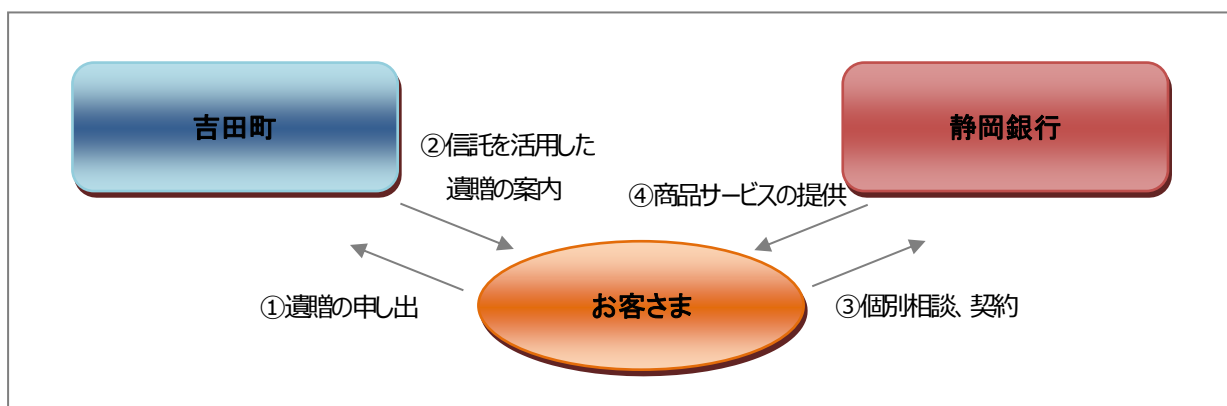 吉田町
静岡銀行
②信託を活用した
遺贈の案内
④商品サービスの提供
①遺贈の申し出
お客さま
③個別相談、契約